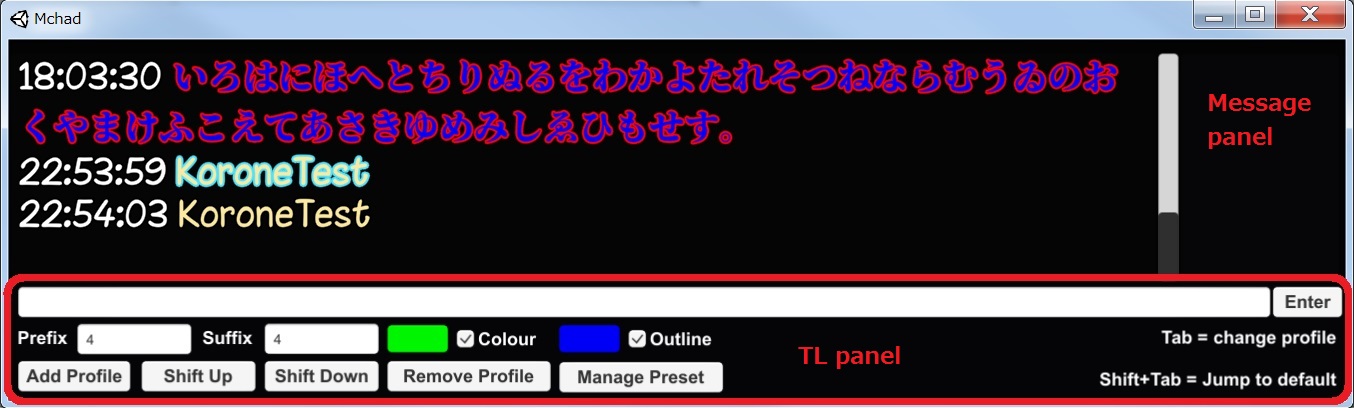 Mchad
18:03:30 いろはにほへとちりぬるをわかよたれそつねならむうゐのお
くやまけふこえてあさきゆめみしゑひもせす。
22:53:59 KoroneTest
22:54:03 KoroneTest
Message
panel
Enter
Prefix 4 Suffix 4 Colour Outline
Tab = change profile
TL panel
Add Profile Shift Up Shift Down Remove Profile Manage Preset
Shift+Tab = Jump to default